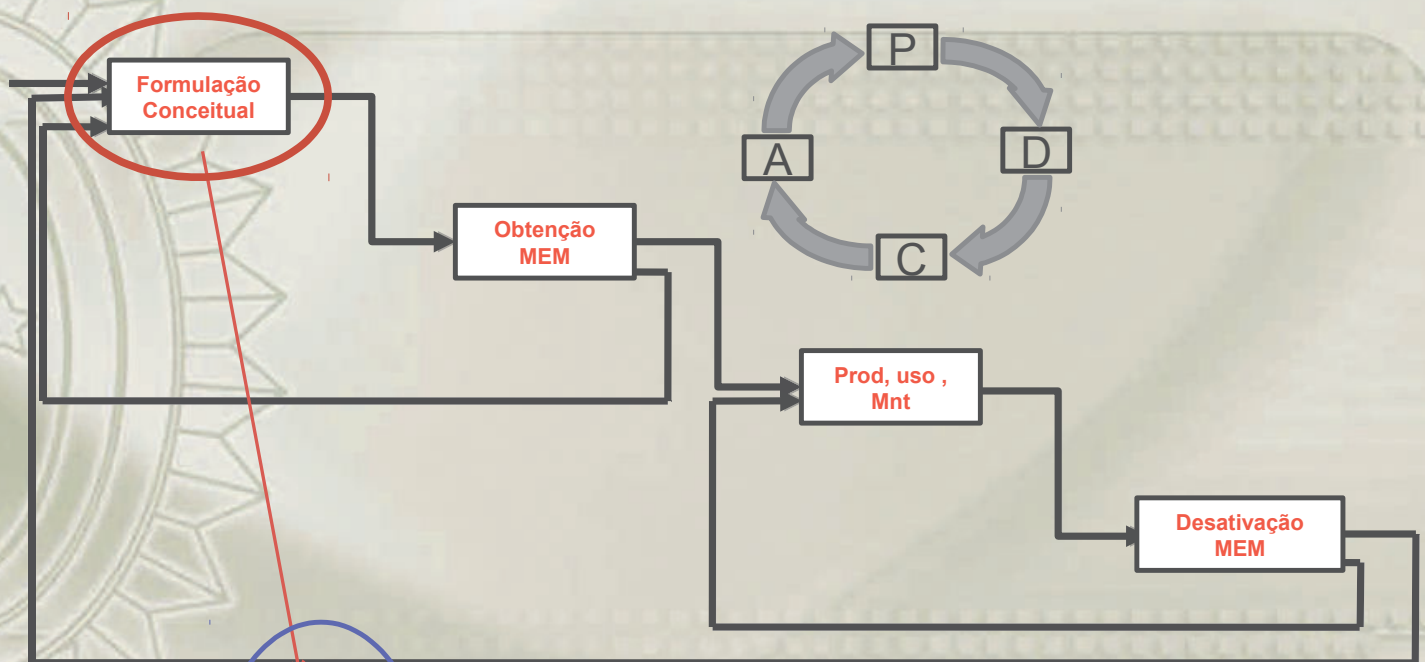 P
Formulação
Conceitual
D
A
Obtenção
MEM
C
Prod, uso ,
Mnt
Desativação
MEM